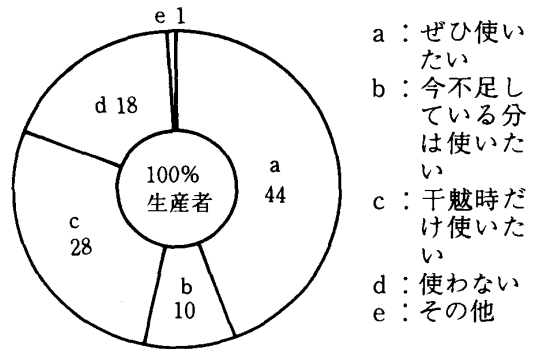 e 1
d 18
a
44
100%
生産者
c
28
b
10
a：ぜひ使い
たい
b：今不足し
ている分
は使いた
い
c：干魃時だ
け使いた
い
d：使わない
e：その他